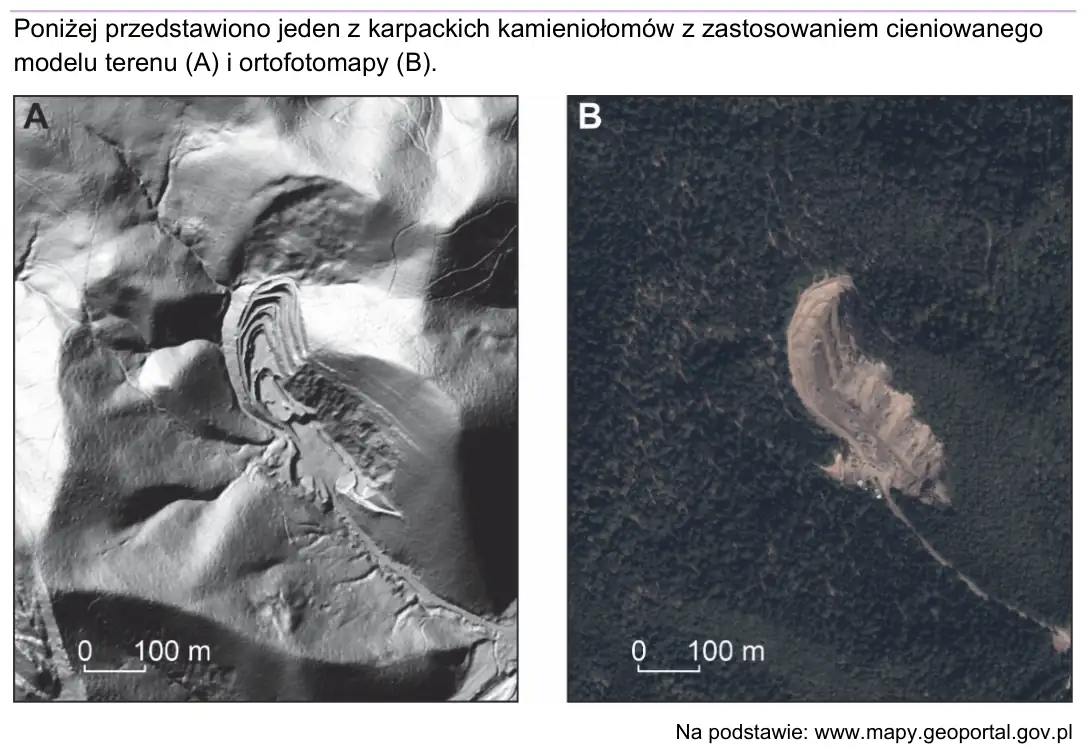 Poniżej przedstawiono jeden z karpackich kamieniołomów z zastosowaniem cieniowanego
modelu terenu (A) i ortofotomapy (B).
A
B
0 100 m
0 100 m
Na podstawie: www.mapy.geoportal.gov.pl